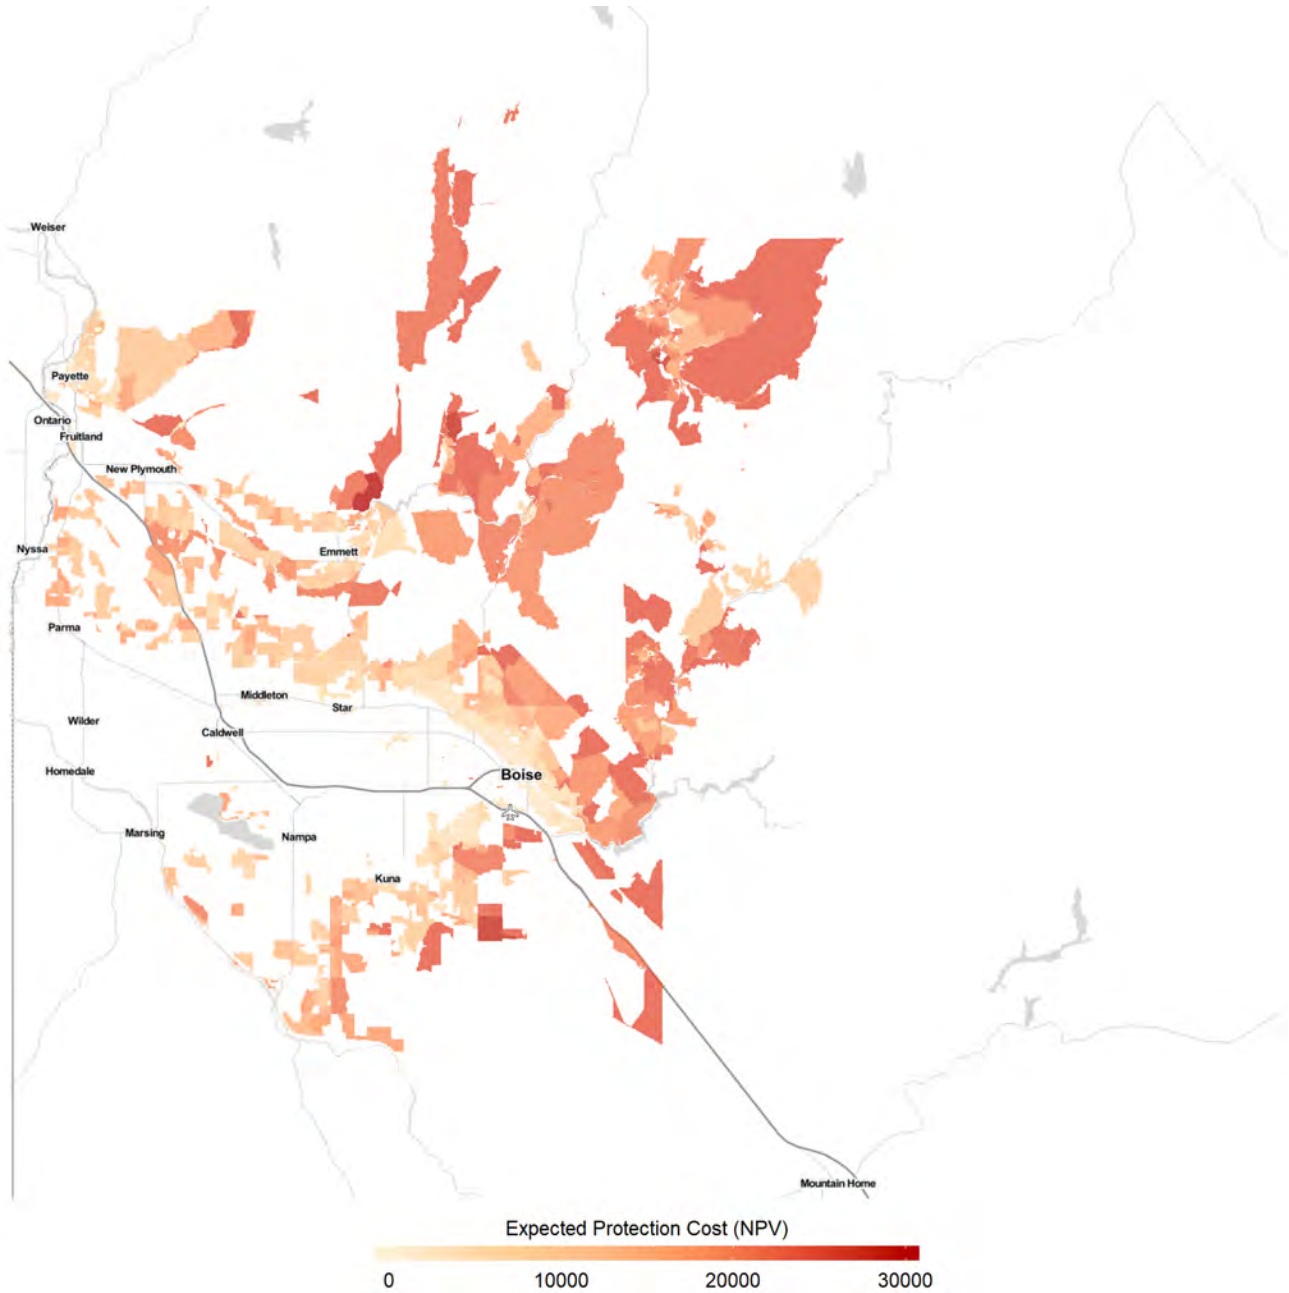 Weiser
Payette
Ontario
Fruitland
New Plymouth
Nyssa
Emmett
Parma
Middleton
Star
Wilder
Caldwell
Homedale
Boise
Marsing
Nampa
Kuna
Mountain Home
Expected Protection Cost (NPV)
0 10000 20000 30000